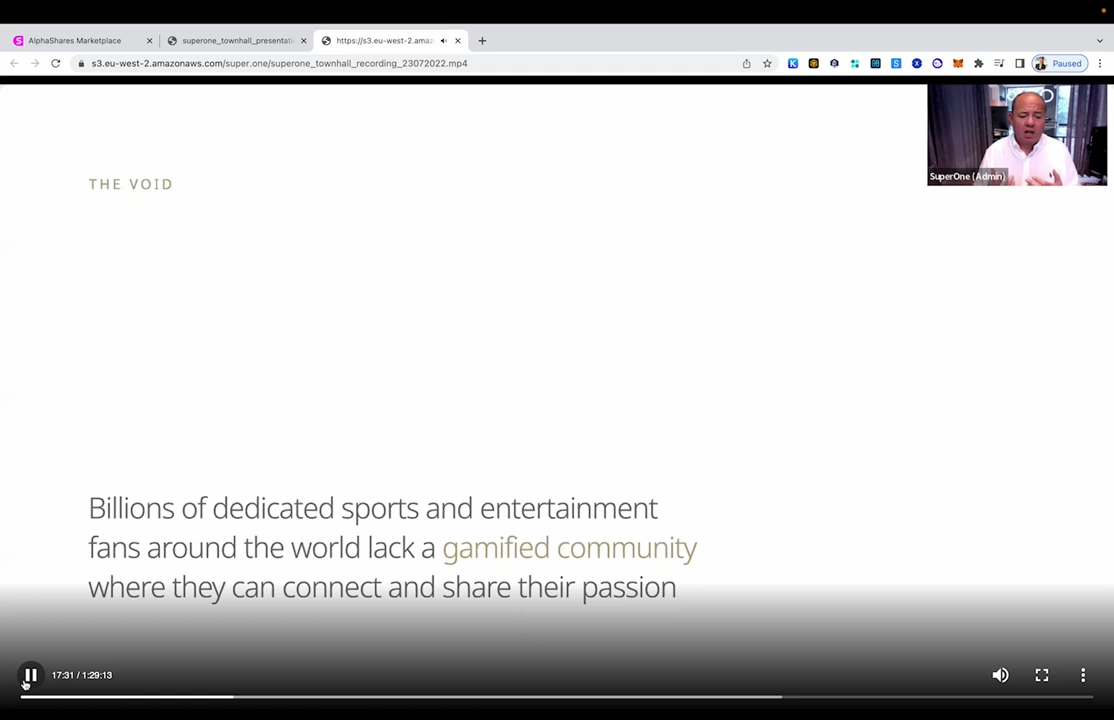 AlphaShares Marketplace
superone_townhall_presentati
https://s3.eu-west-2.amaz
s3.eu-west-2.amazonaws.com/super.one/superone_townhall_recording_23072022.mp4
Paused
SuperOne (Admin)
THE VOID
Billions of dedicated sports and entertainment
fans around the world lack a gamified community
where they can connect and share their passion
17:31 / 1:29:13